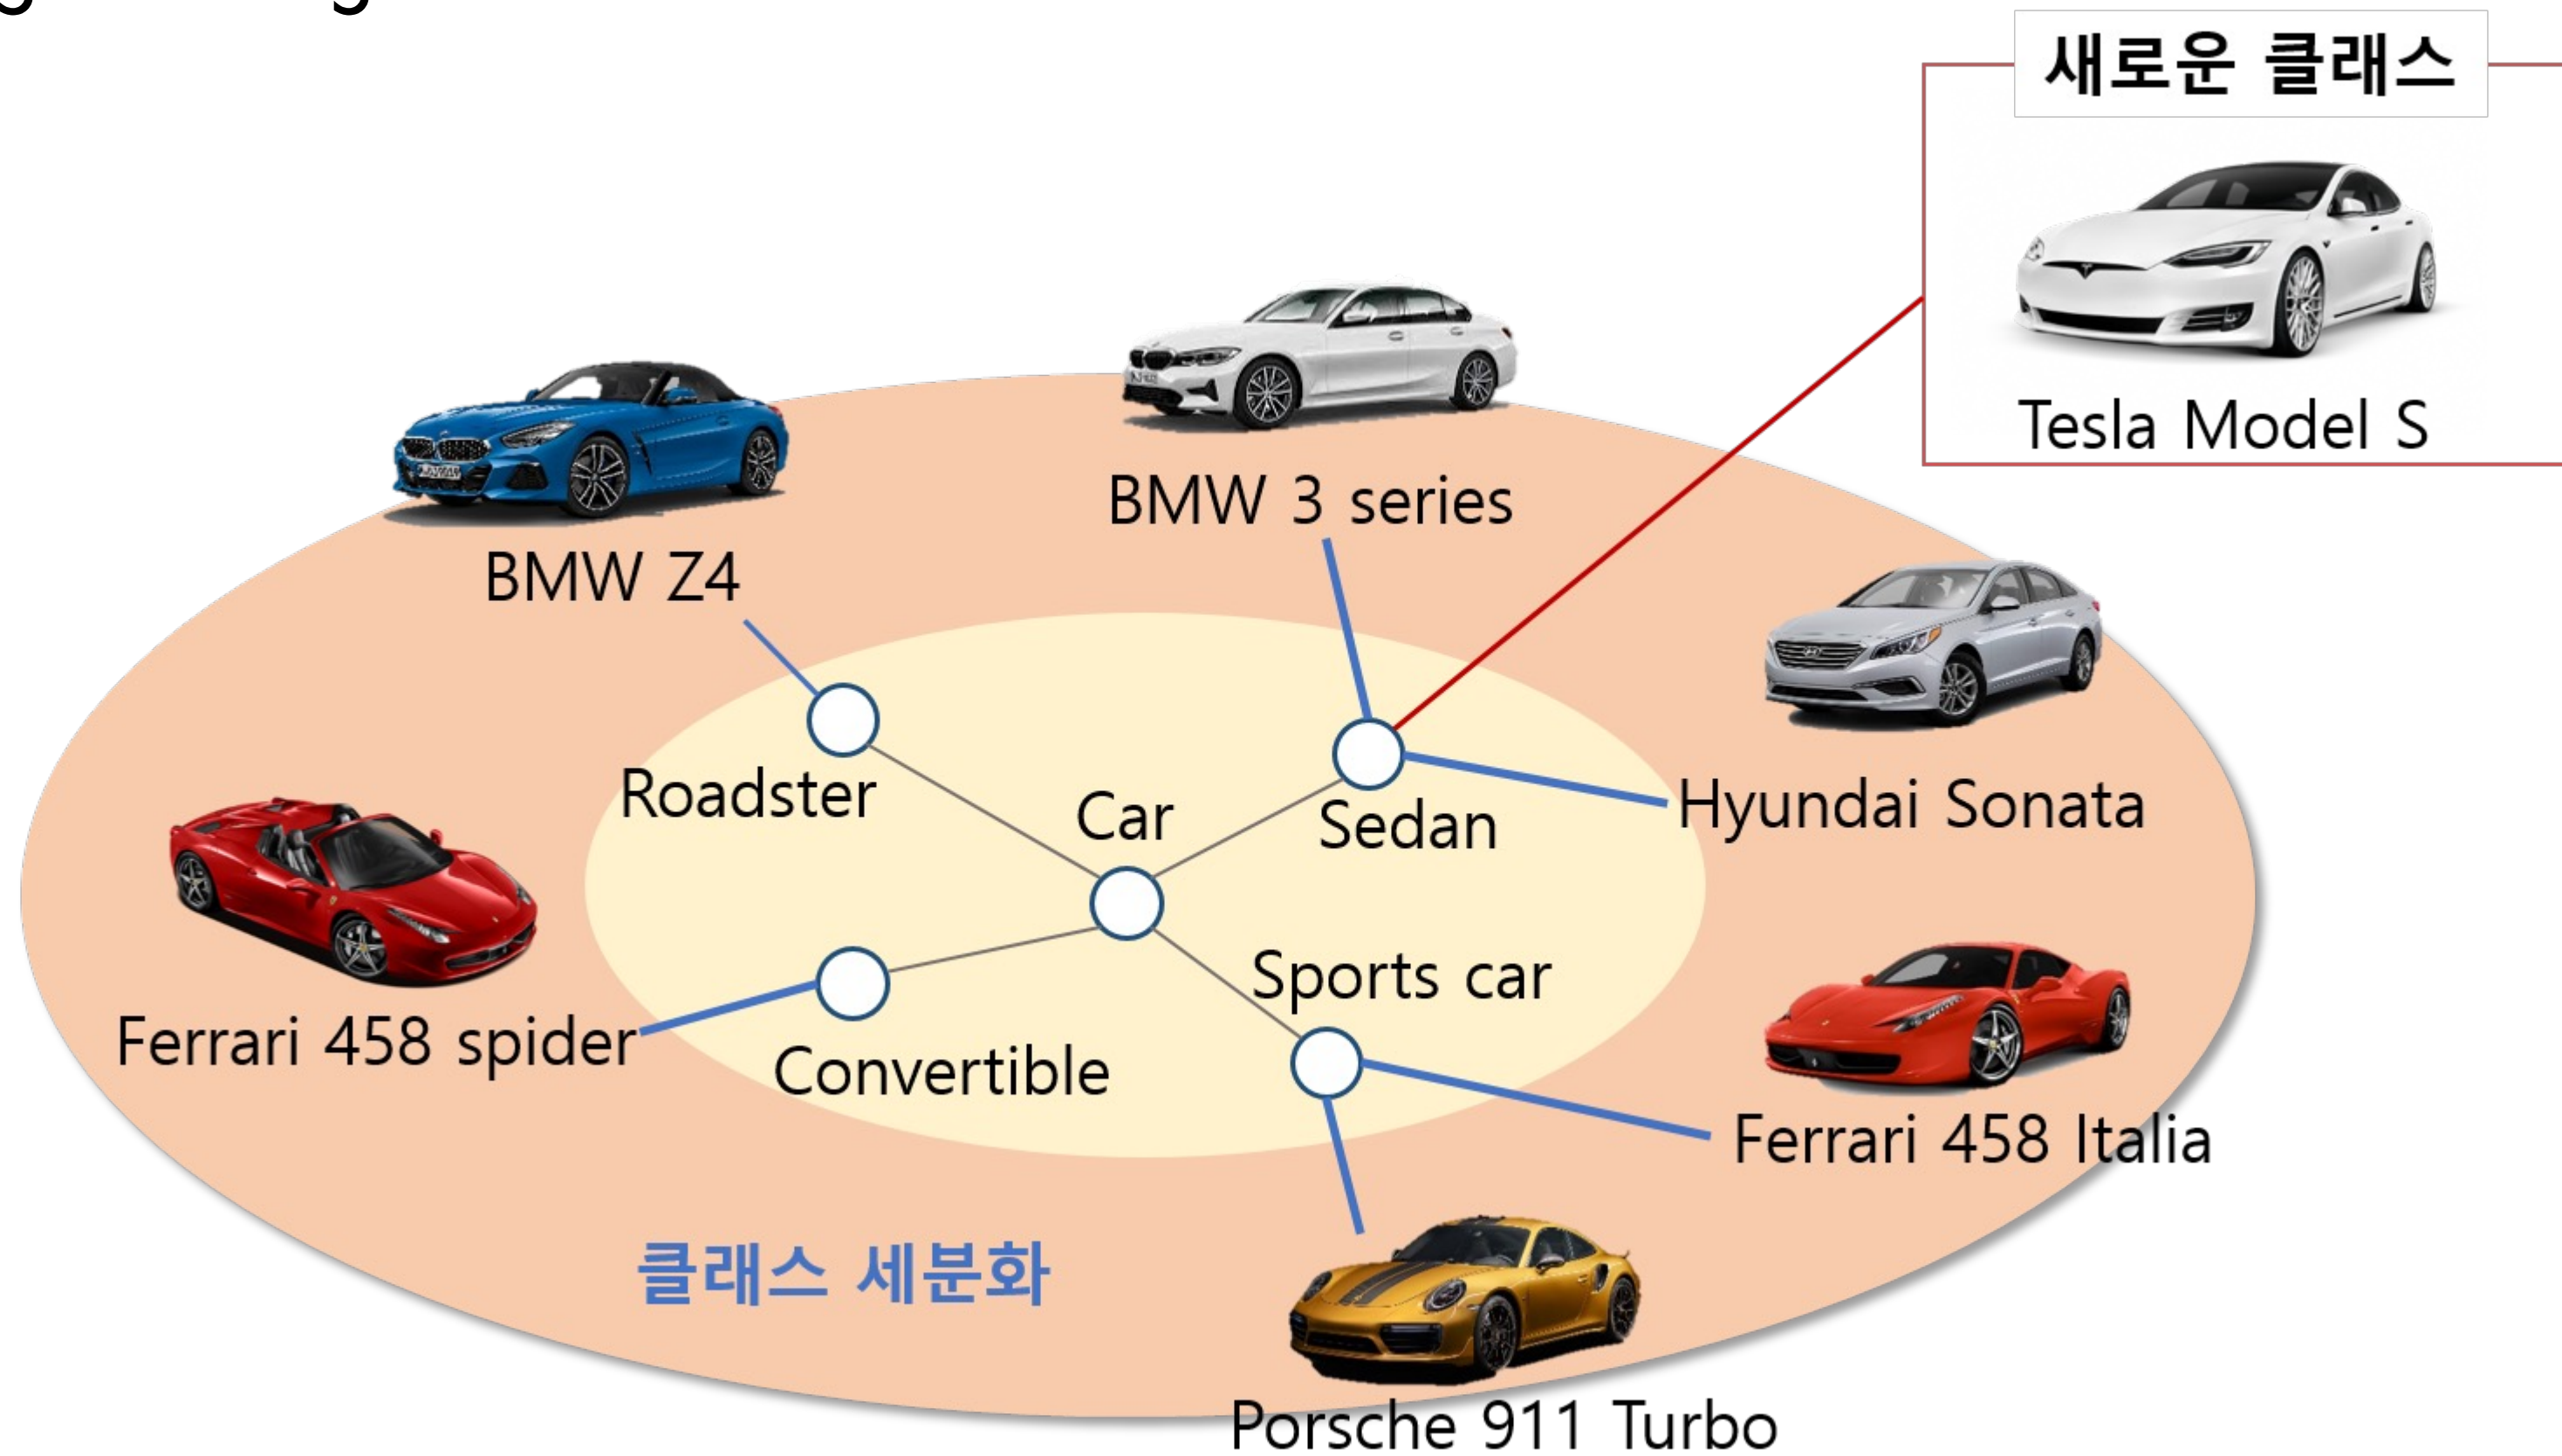 새로운 클래스
Tesla Model S
BMW 3 series
BMW Z4
Roadster
Car
Sedan
Hyundai Sonata
Sports car
Ferrari 458 spider
Convertible
Ferrari 458 Italia
클래스 세분화
Porsche 911 Turbo